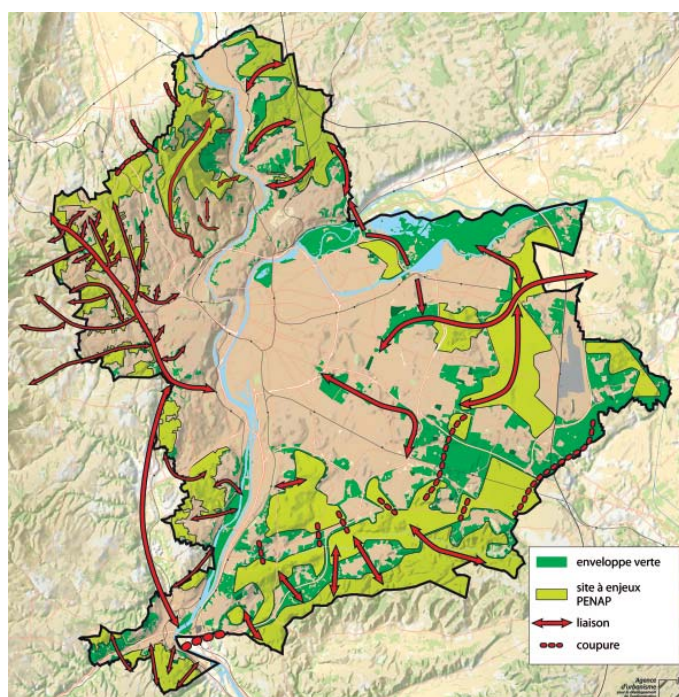 enveloppe verte
site à enjeux
PENAP
liaison
coupure
Agence
d'urbanisme